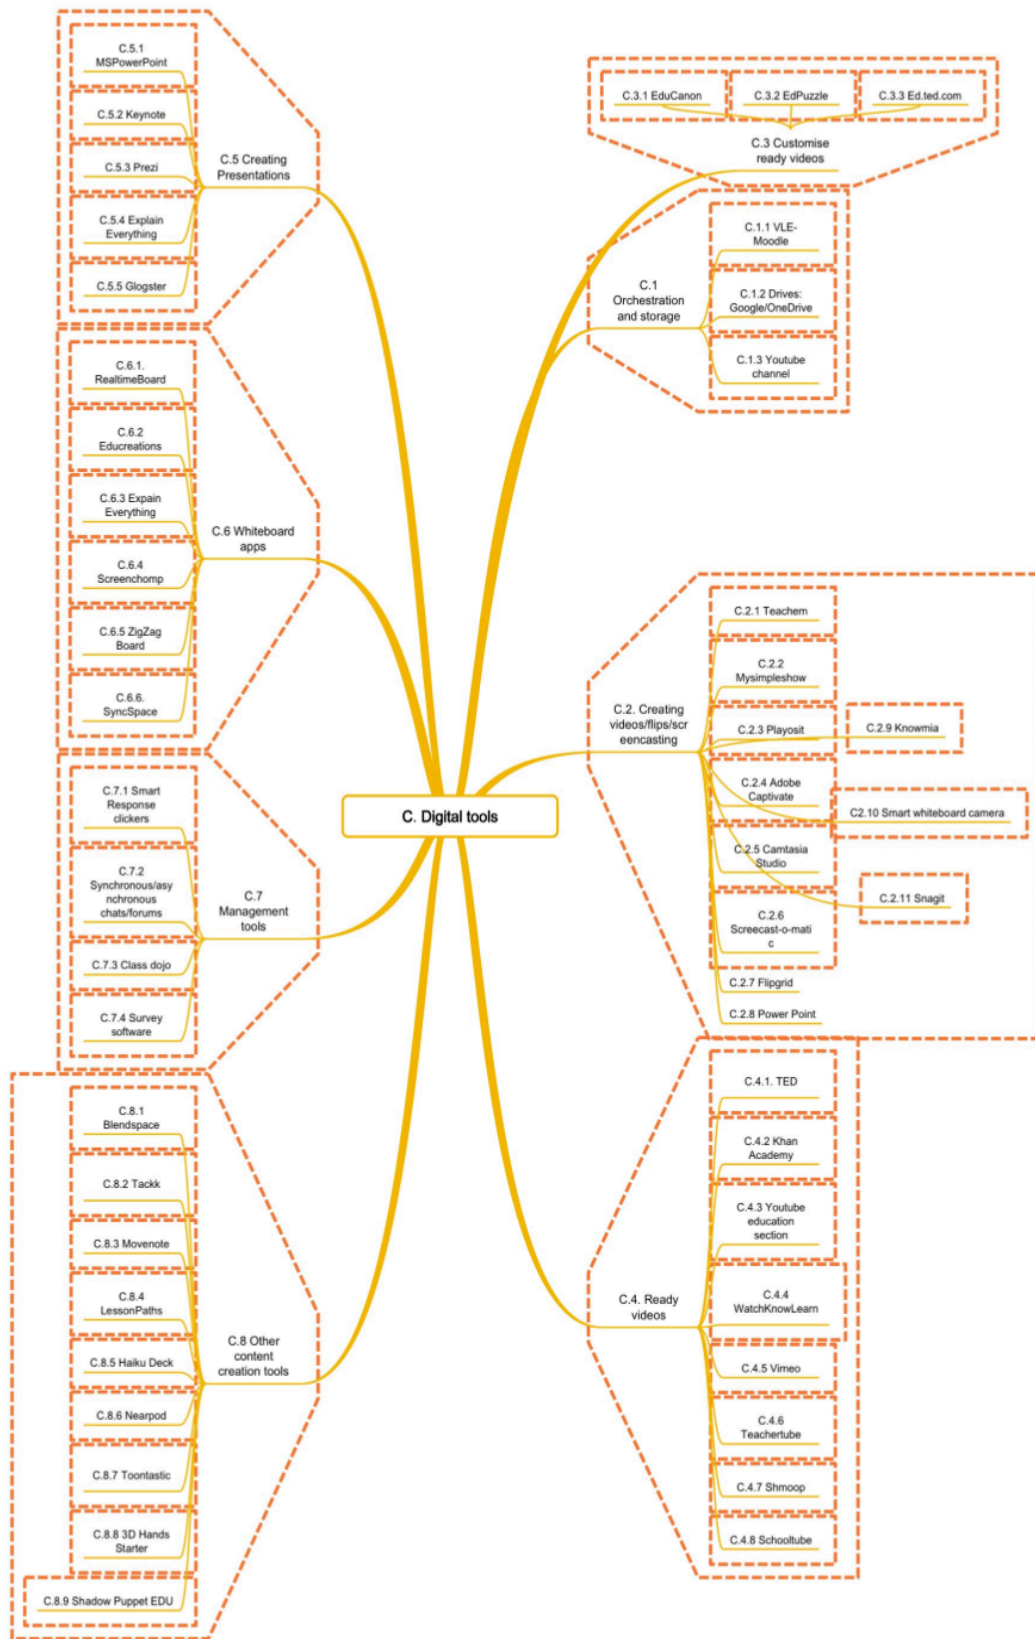 C.5.1
MSPowerPoint
C.5.2 Keynote
C.5.3 Prezi
C.5.4 Explain
Everything
C.5.5 Glogster
C.5 Creating
Presentations
C.3.1 EduCanon
C.3.2 EdPuzzle
C.3.3 Ed.ted.com
C.3 Customise
ready videos
C.1.1 VLE-
Moodle
C.1.2 Drives:
Google/OneDrive
C.1.3 Youtube
channel
C.1
Orchestration
and storage
C.6.1.
RealtimeBoard
C.6.2
Educreations
C.6.3 Expain
Everything
C.6.4
Screenchomp
C.6.5 ZigZag
Board
C.6.6.
SyncSpace
C.6 Whiteboard
apps
C.2.1 Teachem
C.2.2
Mysimpleshow
C.2.3 Playosit
C.2.4 Adobe
Captivate
C.2.5 Camtasia
Studio
C.2.6
Screecast-o-mati
c
C.2.7 Flipgrid
C.2.8 Power Point
C.2. Creating
videos/flips/scr
eencasting
C.2.9 Knowmia
C2.10 Smart whiteboard camera
C.2.11 Snagit
C. Digital tools
C.7.1 Smart
Response
clickers
C.7.2
Synchronous/asy
nchronous
chats/forums
C.7.3 Class dojo
C.7.4 Survey
software
C.7
Management
tools
C.8.1
Blendspace
C.8.2 Tackk
C.8.3 Movenote
C.8.4
LessonPaths
C.8.5 Haiku Deck
C.8.6 Nearpod
C.8.7 Toontastic
C.8.8 3D Hands
Starter
C.8.9 Shadow Puppet EDU
C.8 Other
content
creation tools
C.4.1. TED
C.4.2 Khan
Academy
C.4.3 Youtube
education
section
C.4.4
WatchKnowLearn
C.4.5 Vimeo
C.4.6
Teachertube
C.4.7 Shmoop
C.4.8 Schooltube
C.4. Ready
videos